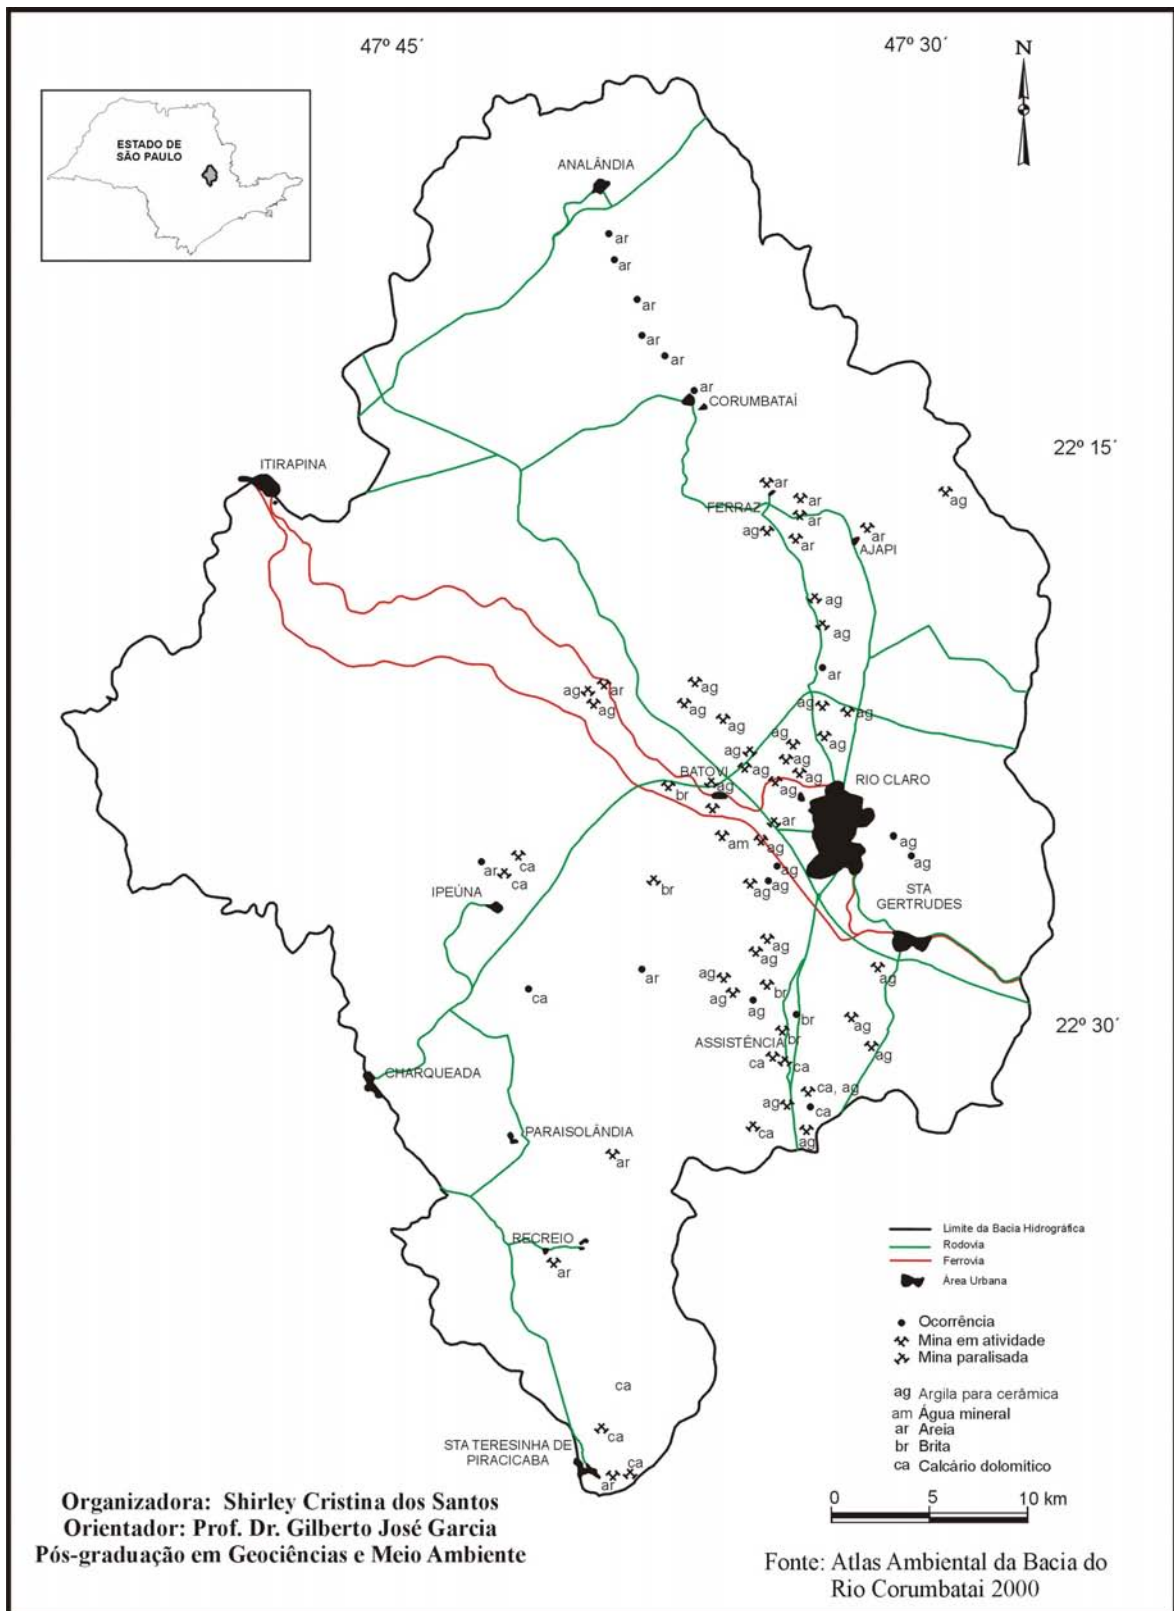 47º 45´
47º 30´
N
ESTADO DE
SÃO PAULO
ANALÂNDIA
ar
ar
ar
ar
ar
ar
CORUMBATAÍ
22º 15´
ITIRAPINA
ar
ag
ar
FERRAZ
ar
ar
ag
ar
AJAPI
ag
ag
ar
ag
ag
ar
ag
ag
ag
ag
ag
ag
ag
ag
ag
BATOVI
ag
ag
RIO CLARO
ag
ag
br
ar
am
ag
ag
ag
ca
ar
ca
ag
ag
ag
br
IPEÚNA
STA
GERTRUDES
ag
ag
ar
ag
ag
ca
ag
br
ag
br
ag
22º 30´
ASSISTÊNCIA
br
ag
ca
ca
CHARQUEADA
ca, ag
ag
ca
PARAISOLÂNDIA
ca
ag
ar
RECREIO
ar
Limite da Bacia Hidrográfica
Rodovia
Ferrovia
Área Urbana
Ocorrência
Mina em atividade
Mina paralisada
ca
ag Argila para cerâmica
am Água mineral
ar Areia
br Brita
ca Calcário dolomítico
ca
STA TERESINHA DE
PIRACICABA
ca
ar
0 5 10 km
Organizadora: Shirley Cristina dos Santos
Orientador: Prof. Dr. Gilberto José Garcia
Pós-graduação em Geociências e Meio Ambiente
Fonte: Atlas Ambiental da Bacia do
Rio Corumbatai 2000